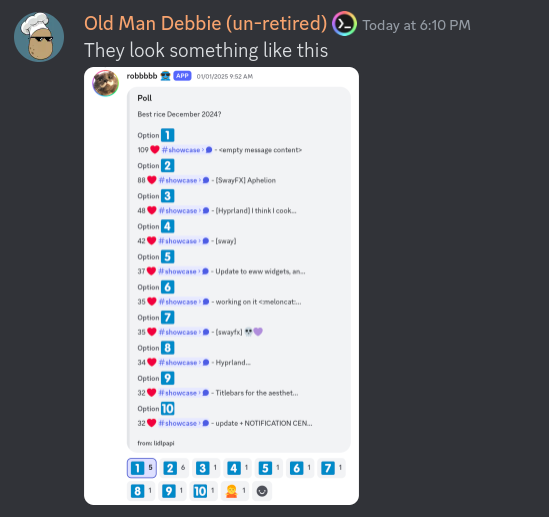 Old Man Debbie (un-retired) Today at 6:10 PM
They look something like this
robbbbb APP 01/01/2025 9:52 AM
Poll
Best rice December 2024?
Option 1
109 ❤️ #showcase › - <empty message content>
Option 2
88 ❤️ #showcase › - [SwayFX] Aphelion
Option 3
48 ❤️ #showcase › - [Hyprland] I think I cook...
Option 4
42 ❤️ #showcase › - [sway]
Option 5
37 ❤️ #showcase › - Update to eww widgets, an...
Option 6
35 ❤️ #showcase › - working on it <:meloncat:...
Option 7
35 ❤️ #showcase › - [swayfx] 💀💜
Option 8
34 ❤️ #showcase › - Hyprland...
Option 9
32 ❤️ #showcase › - Titlebars for the aesthet...
Option 10
32 ❤️ #showcase › - update + NOTIFICATION CEN...
from: lidlpapi
1 5 2 6 3 1 4 1 5 1 6 1 7 1
8 1 9 1 10 1 🙇 1